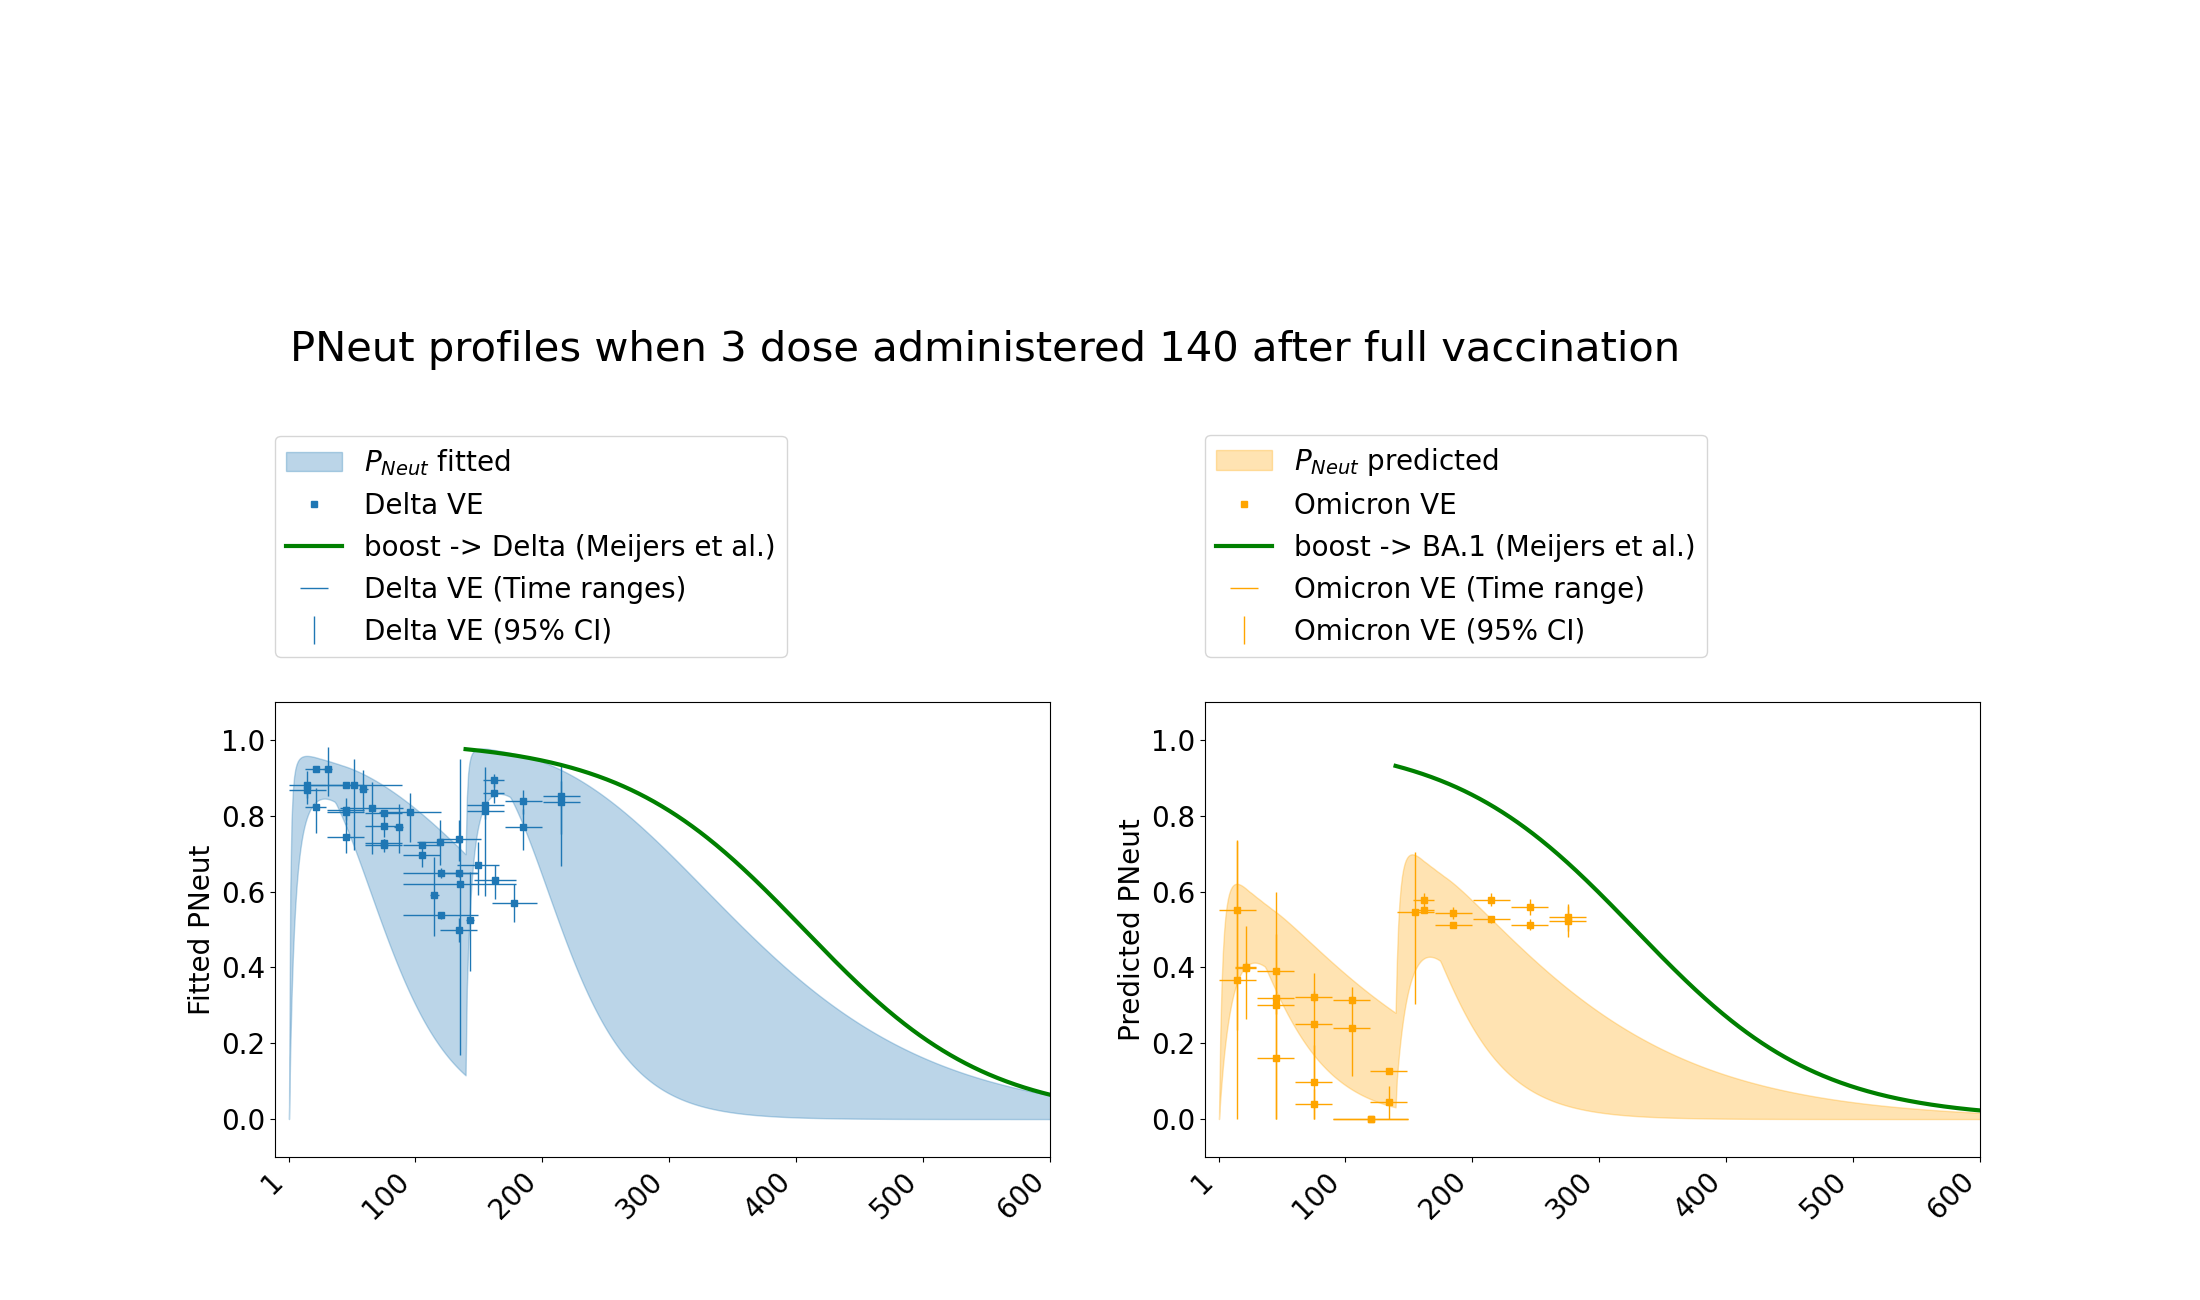 PNeut profiles when 3 dose administered 140 after full vaccination
P_Neut fitted
Delta VE
boost -> Delta (Meijers et al.)
Delta VE (Time ranges)
Delta VE (95% CI)
P_Neut predicted
Omicron VE
boost -> BA.1 (Meijers et al.)
Omicron VE (Time range)
Omicron VE (95% CI)
Fitted PNeut
1.0
0.8
0.6
0.4
0.2
0.0
1
100
200
300
400
500
600
Predicted PNeut
1.0
0.8
0.6
0.4
0.2
0.0
1
100
200
300
400
500
600